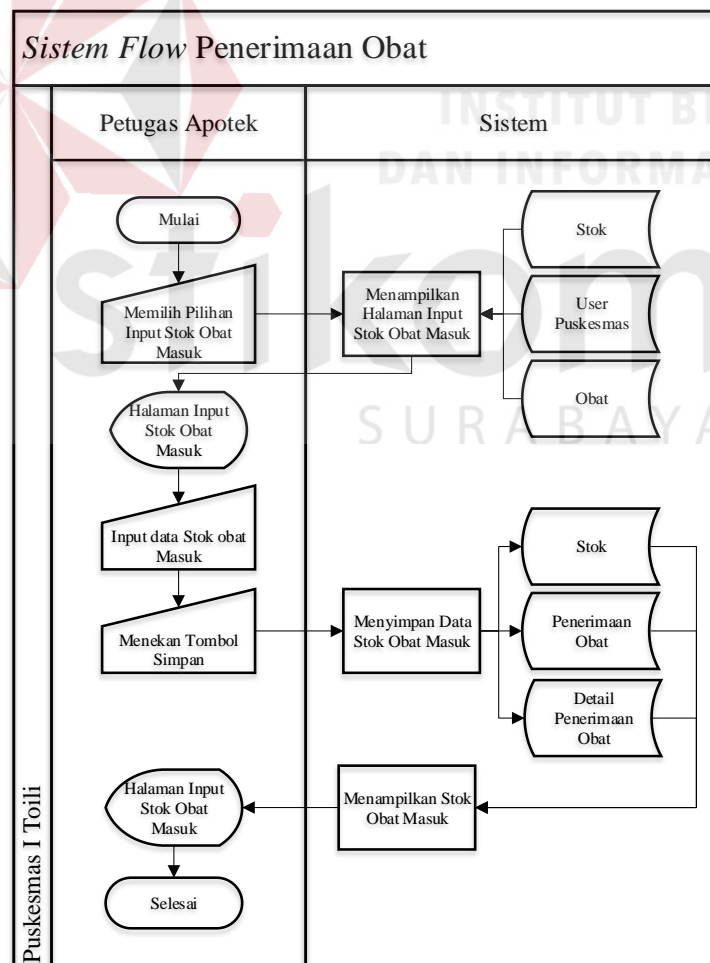 Sistem Flow Penerimaan Obat
Petugas Apotek
Sistem
INSTITUT BI
DAN INFORMA
stikom
SURABAYA
Mulai
Memilih Pilihan
Input Stok Obat
Masuk
Menampilkan
Halaman Input
Stok Obat Masuk
Stok
User
Puskesmas
Obat
Halaman Input
Stok Obat
Masuk
Input data Stok obat
Masuk
Menekan Tombol
Simpan
Menyimpan Data
Stok Obat Masuk
Stok
Penerimaan
Obat
Detail
Penerimaan
Obat
Menampilkan Stok
Obat Masuk
Halaman Input
Stok Obat
Masuk
Selesai
Puskesmas I Toili